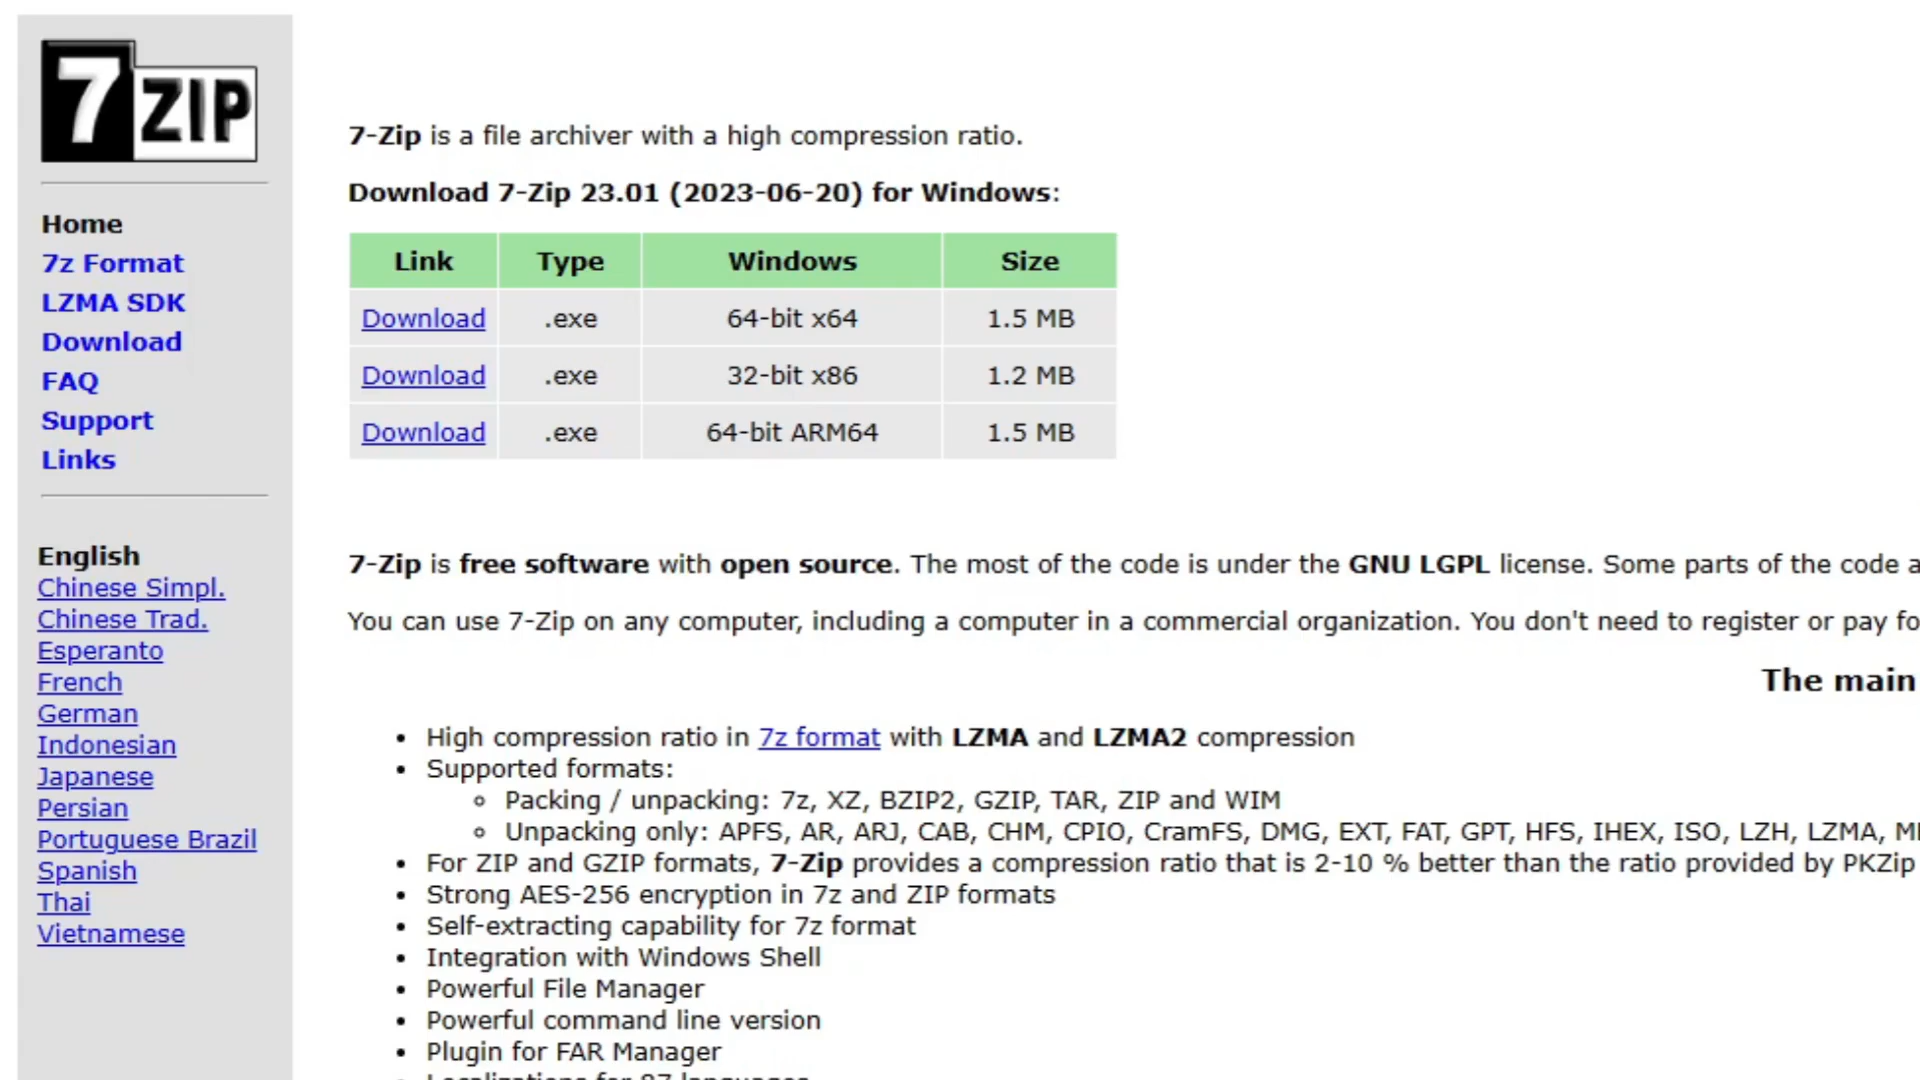 7ZIP
Home
7z Format
LZMA SDK
Download
FAQ
Support
Links
English
Chinese Simpl.
Chinese Trad.
Esperanto
French
German
Indonesian
Japanese
Persian
Portuguese Brazil
Spanish
Thai
Vietnamese
7-Zip is a file archiver with a high compression ratio.
Download 7-Zip 23.01 (2023-06-20) for Windows:
Link Type Windows Size
Download .exe 64-bit x64 1.5 MB
Download .exe 32-bit x86 1.2 MB
Download .exe 64-bit ARM64 1.5 MB
7-Zip is free software with open source. The most of the code is under the GNU LGPL license. Some parts of the code
You can use 7-Zip on any computer, including a computer in a commercial organization. You don't need to register or pay
The main
• High compression ratio in 7z format with LZMA and LZMA2 compression
• Supported formats:
◦ Packing / unpacking: 7z, XZ, BZIP2, GZIP, TAR, ZIP and WIM
◦ Unpacking only: APFS, AR, ARJ, CAB, CHM, CPIO, CramFS, DMG, EXT, FAT, GPT, HFS, IHEX, ISO, LZH, LZMA,
• For ZIP and GZIP formats, 7-Zip provides a compression ratio that is 2-10 % better than the ratio provided by PKZip
• Strong AES-256 encryption in 7z and ZIP formats
• Self-extracting capability for 7z format
• Integration with Windows Shell
• Powerful File Manager
• Powerful command line version
• Plugin for FAR Manager
• Localizations for 87 languages